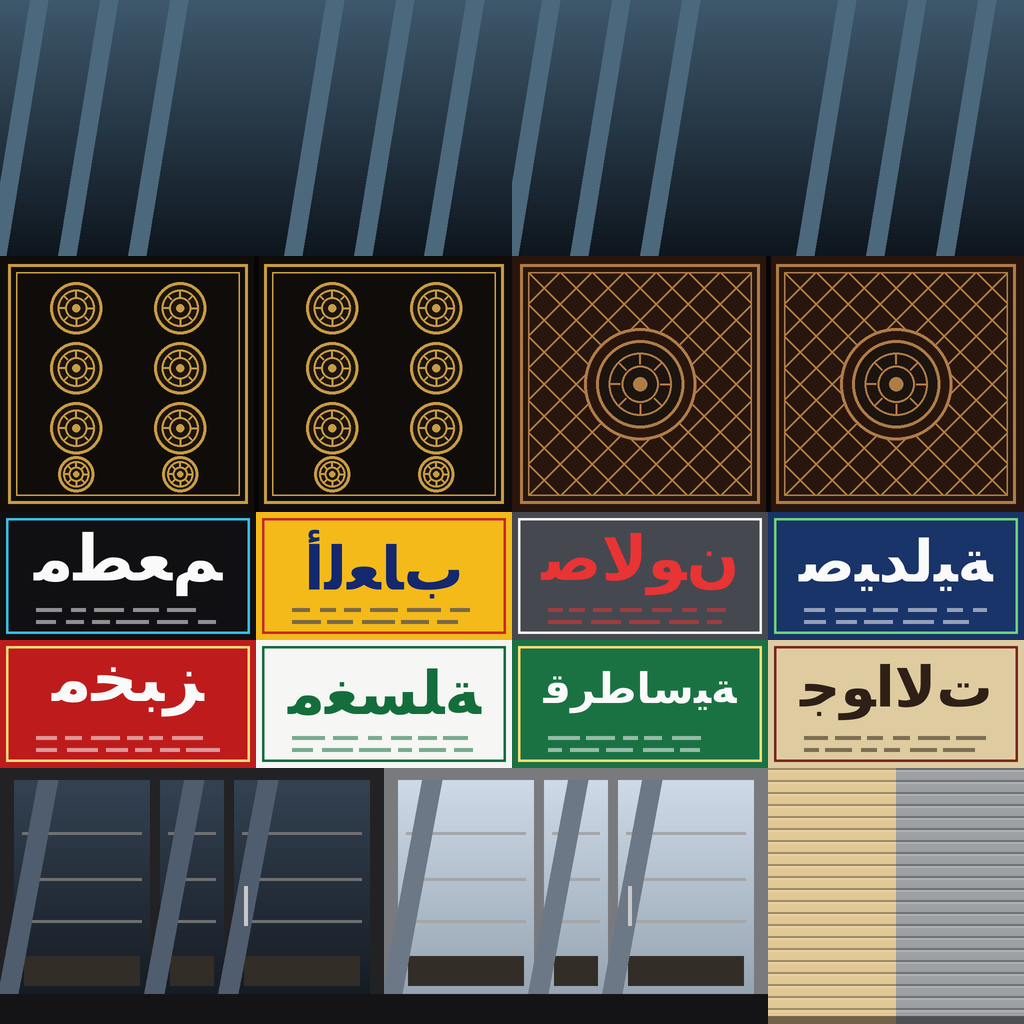 معطم
باعلأ
نولاص
ةيلديص
زبخم
ةلسغم
ةيساطرق
تلااوج